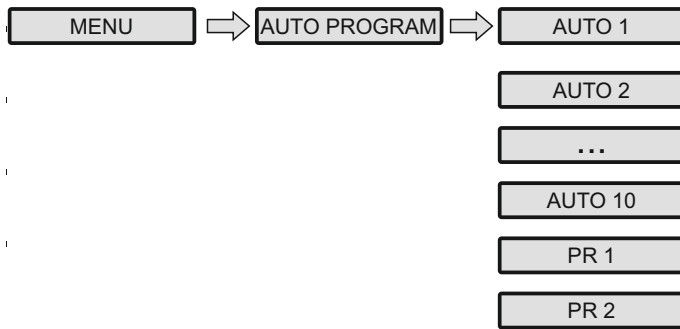 MENU AUTO PROGRAM AUTO 1
AUTO 2
...
AUTO 10
PR 1
PR 2